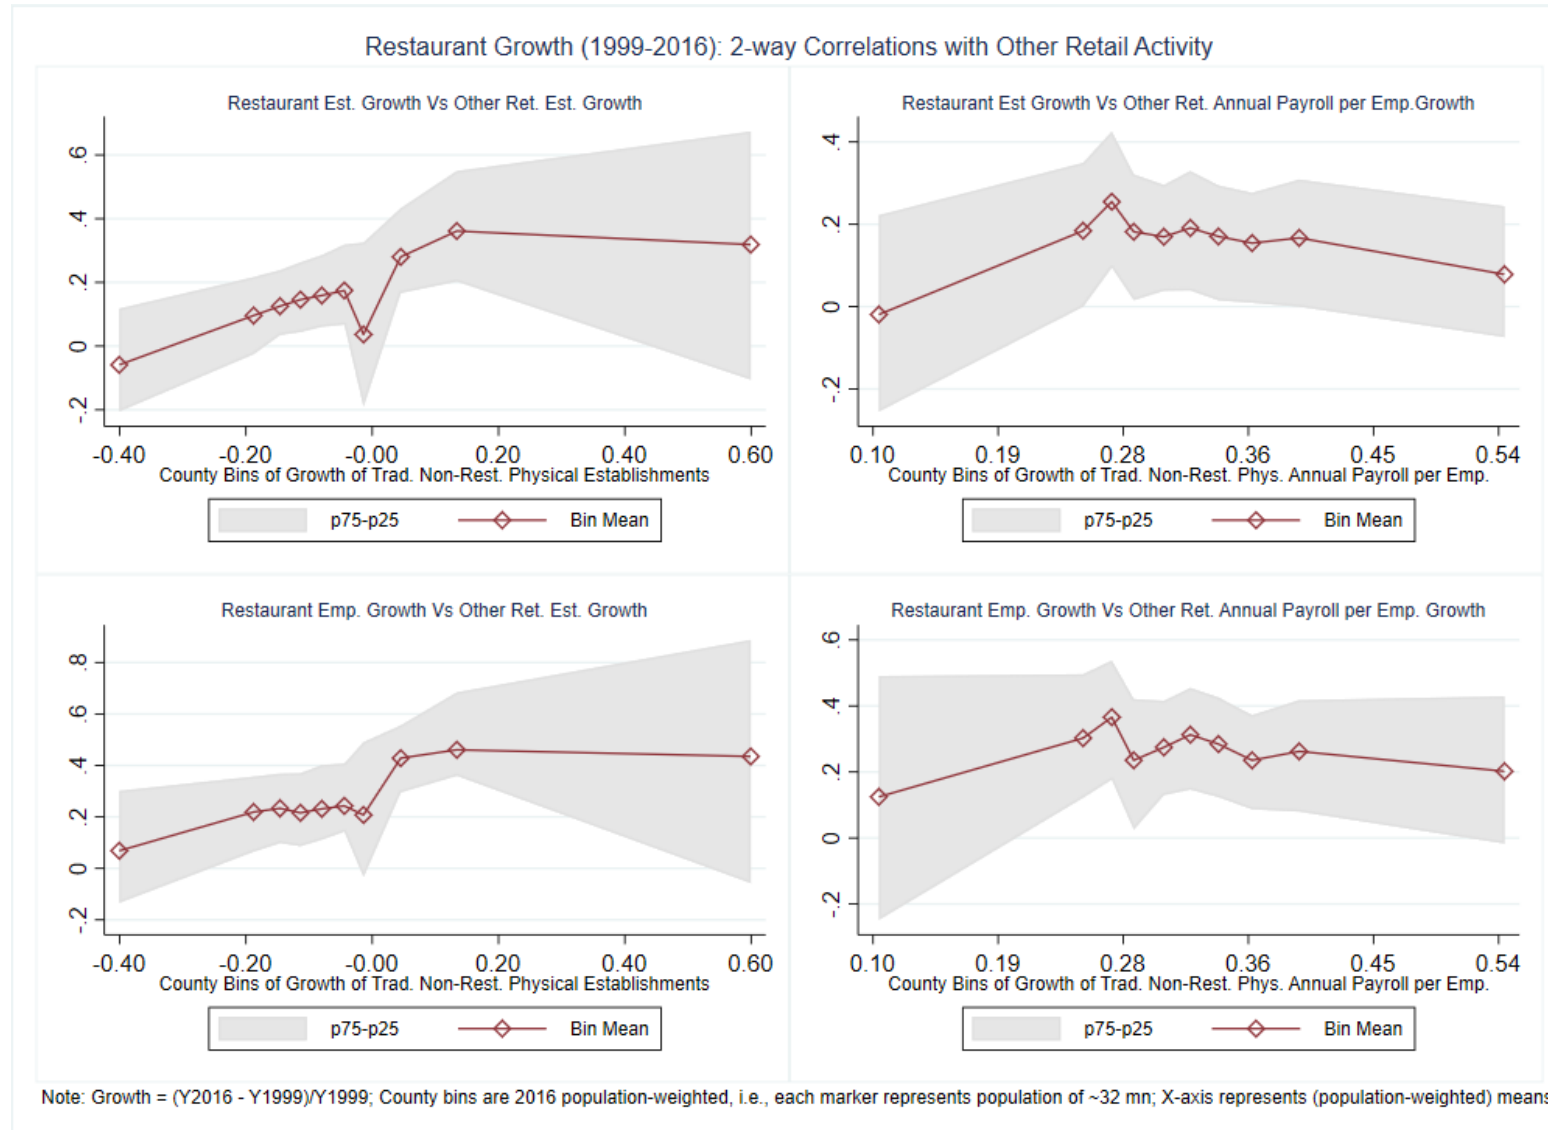 Restaurant Growth (1999-2016): 2-way Correlations with Other Retail Activity
Restaurant Est. Growth Vs Other Ret. Est. Growth
.6
.4
.2
0
-.2
-0.40 -0.20 -0.00 0.20 0.40 0.60
County Bins of Growth of Trad. Non-Rest. Physical Establishments
p75-p25 Bin Mean
Restaurant Est Growth Vs Other Ret. Annual Payroll per Emp.Growth
.4
.2
0
-.2
0.10 0.19 0.28 0.36 0.45 0.54
County Bins of Growth of Trad. Non-Rest. Phys. Annual Payroll per Emp.
p75-p25 Bin Mean
Restaurant Emp. Growth Vs Other Ret. Est. Growth
.8
.6
.4
.2
0
-.2
-0.40 -0.20 -0.00 0.20 0.40 0.60
County Bins of Growth of Trad. Non-Rest. Physical Establishments
p75-p25 Bin Mean
Restaurant Emp. Growth Vs Other Ret. Annual Payroll per Emp. Growth
.6
.4
.2
0
-.2
0.10 0.19 0.28 0.36 0.45 0.54
County Bins of Growth of Trad. Non-Rest. Phys. Annual Payroll per Emp.
p75-p25 Bin Mean
Note: Growth = (Y2016 - Y1999)/Y1999; County bins are 2016 population-weighted, i.e., each marker represents population of ~32 mn; X-axis represents (population-weighted) means